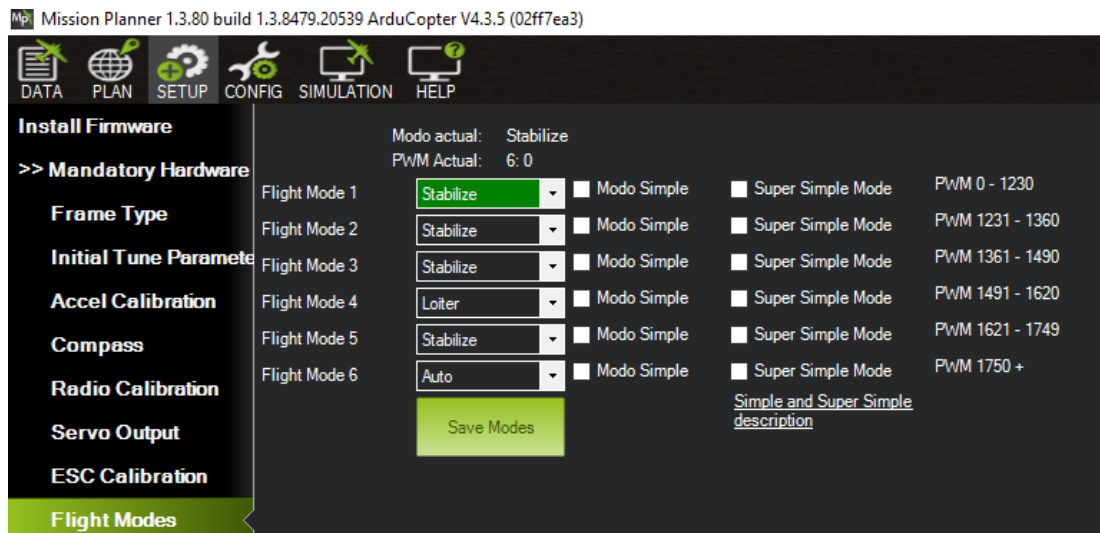 Mission Planner 1.3.80 build 1.3.8479.20539 ArduCopter V4.3.5 (02ff7ea3)
DATA PLAN SETUP CONFIG SIMULATION HELP
Install Firmware
>> Mandatory Hardware
Frame Type
Initial Tune Paramete
Accel Calibration
Compass
Radio Calibration
Servo Output
ESC Calibration
Flight Modes
Modo actual: Stabilize
PWM Actual: 6: 0
Flight Mode 1 Stabilize Modo Simple Super Simple Mode PWM 0 - 1230
Flight Mode 2 Stabilize Modo Simple Super Simple Mode PWM 1231 - 1360
Flight Mode 3 Stabilize Modo Simple Super Simple Mode PWM 1361 - 1490
Flight Mode 4 Loiter Modo Simple Super Simple Mode PWM 1491 - 1620
Flight Mode 5 Stabilize Modo Simple Super Simple Mode PWM 1621 - 1749
Flight Mode 6 Auto Modo Simple Super Simple Mode PWM 1750 +
Simple and Super Simple
description
Save Modes